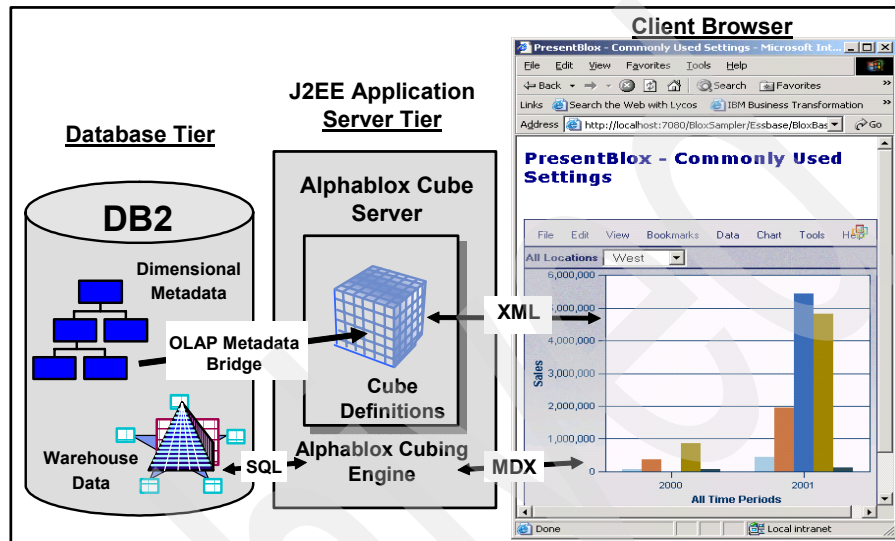 Client Browser
J2EE Application
Server Tier
Database Tier
Alphablox Cube
Server
DB2
Dimensional
Metadata
OLAP Metadata
Bridge
Cube
Definitions
Warehouse
Data
SQL
Alphablox Cubing
Engine
XML
MDX
PresentBlox - Commonly Used Settings - Microsoft Int...
File Edit View Favorites Tools Help
Back Search Favorites
Links Search the Web with Lycos IBM Business Transformation
Address http://localhost:7080/BloxSampler/Essbase/BloxBas Go
PresentBlox - Commonly Used
Settings
File Edit View Bookmarks Data Chart Tools Help
All Locations West
6,000,000
5,000,000
4,000,000
3,000,000
2,000,000
1,000,000
0
Sales
2000 2001
All Time Periods
Done Local intranet